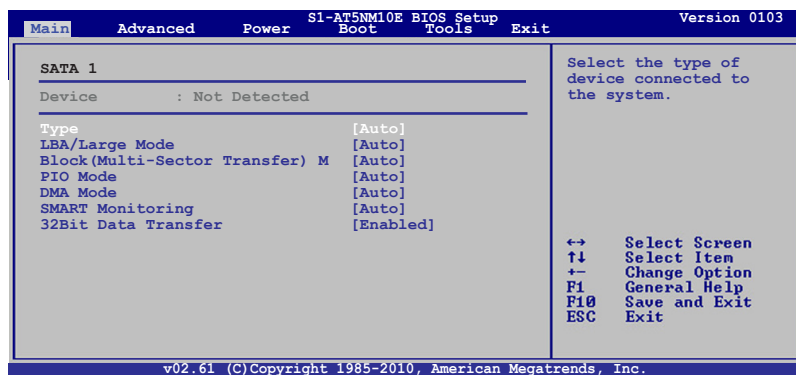 S1-AT5NM10E BIOS Setup Version 0103
Main Advanced Power Boot Tools Exit
SATA 1
Device : Not Detected
Type [Auto]
LBA/Large Mode [Auto]
Block(Multi-Sector Transfer) M [Auto]
PIO Mode [Auto]
DMA Mode [Auto]
SMART Monitoring [Auto]
32Bit Data Transfer [Enabled]
Select the type of
device connected to
the system.
←→ Select Screen
↑↓ Select Item
+- Change Option
F1 General Help
F10 Save and Exit
ESC Exit
v02.61 (C)Copyright 1985-2010, American Megatrends, Inc.